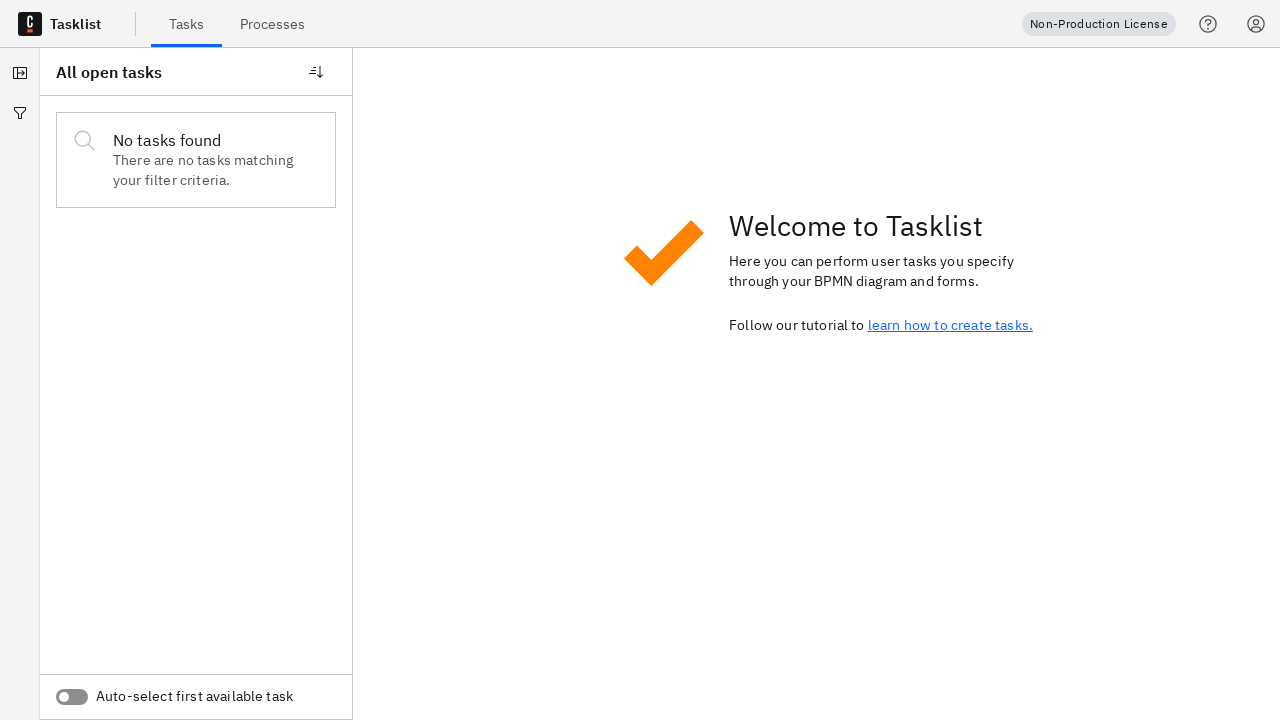 Tasklist
Tasks
Processes
Non-Production License
All open tasks
No tasks found
There are no tasks matching
your filter criteria.
Welcome to Tasklist
Here you can perform user tasks you specify
through your BPMN diagram and forms.
Follow our tutorial to learn how to create tasks.
Auto-select first available task